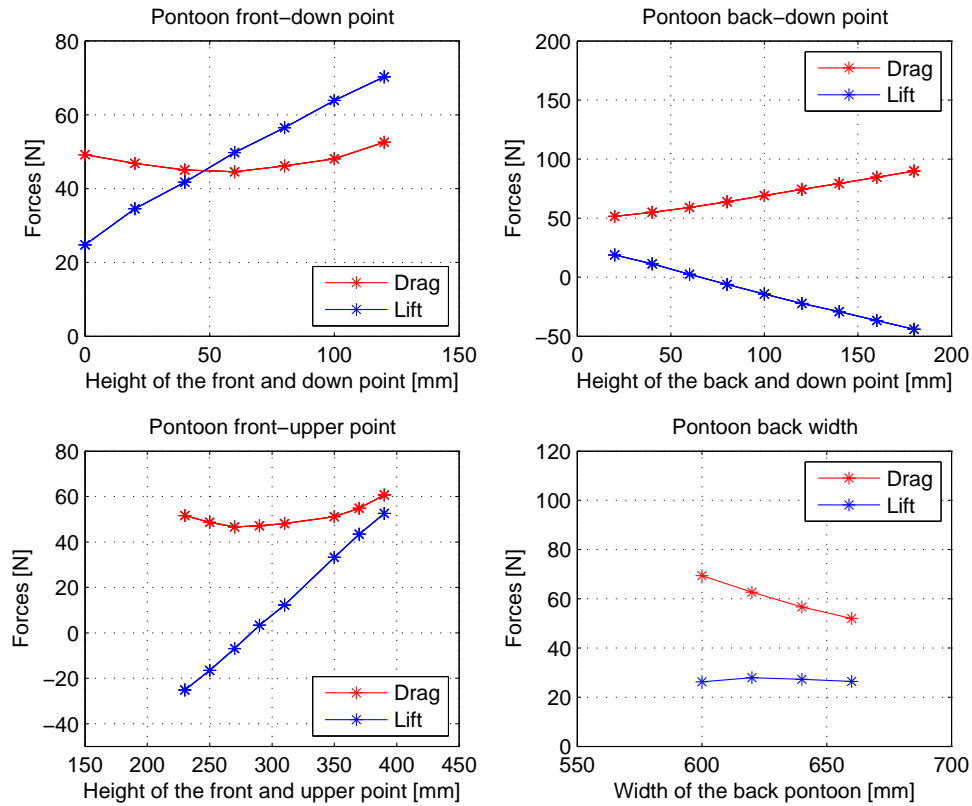 Pontoon front−down point
80
60
40
20
0
0
50
100
150
Forces [N]
Height of the front and down point [mm]
Drag
Lift
Pontoon back−down point
200
150
100
50
0
−50
0
50
100
150
200
Forces [N]
Height of the back and down point [mm]
Drag
Lift
Pontoon front−upper point
80
60
40
20
0
−20
−40
150
200
250
300
350
400
450
Forces [N]
Height of the front and upper point [mm]
Drag
Lift
Pontoon back width
120
100
80
60
40
20
0
550
600
650
700
Forces [N]
Width of the back pontoon [mm]
Drag
Lift